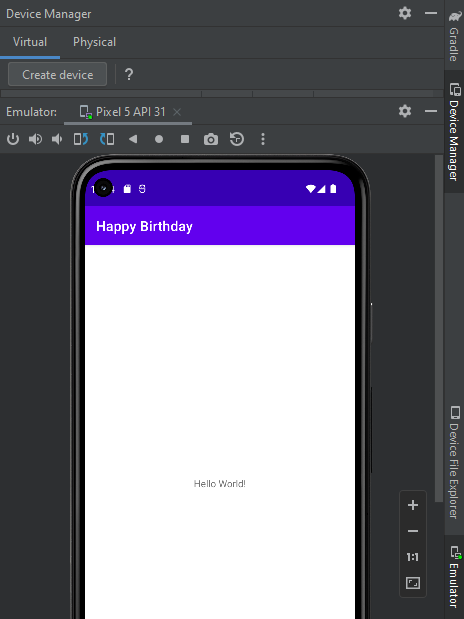 Device Manager
Virtual Physical
Create device ?
Emulator: Pixel 5 API 31
Happy Birthday
Hello World!
1:1
Gradle
Device Manager
Device File Explorer
Emulator